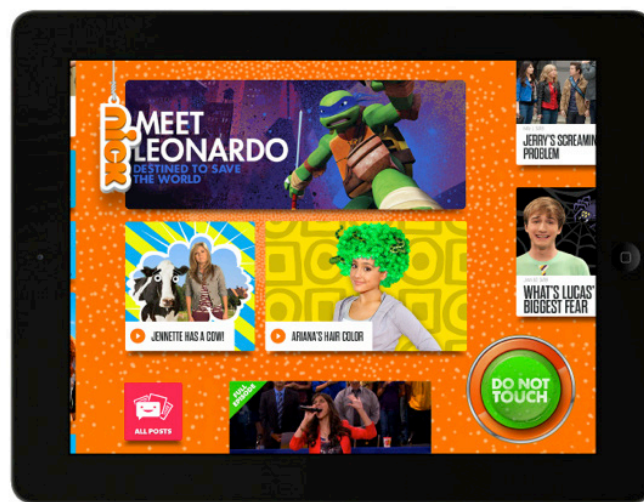 nick
MEET
LEONARDO
DESTINED TO SAVE
THE WORLD
JERRY'S SCREAMIN
PROBLEM
JENNETTE HAS A COW!
ARIANA'S HAIR COLOR
WHAT'S LUCAS'
BIGGEST FEAR
ALL POSTS
FULL
EPISODE
DO NOT
TOUCH